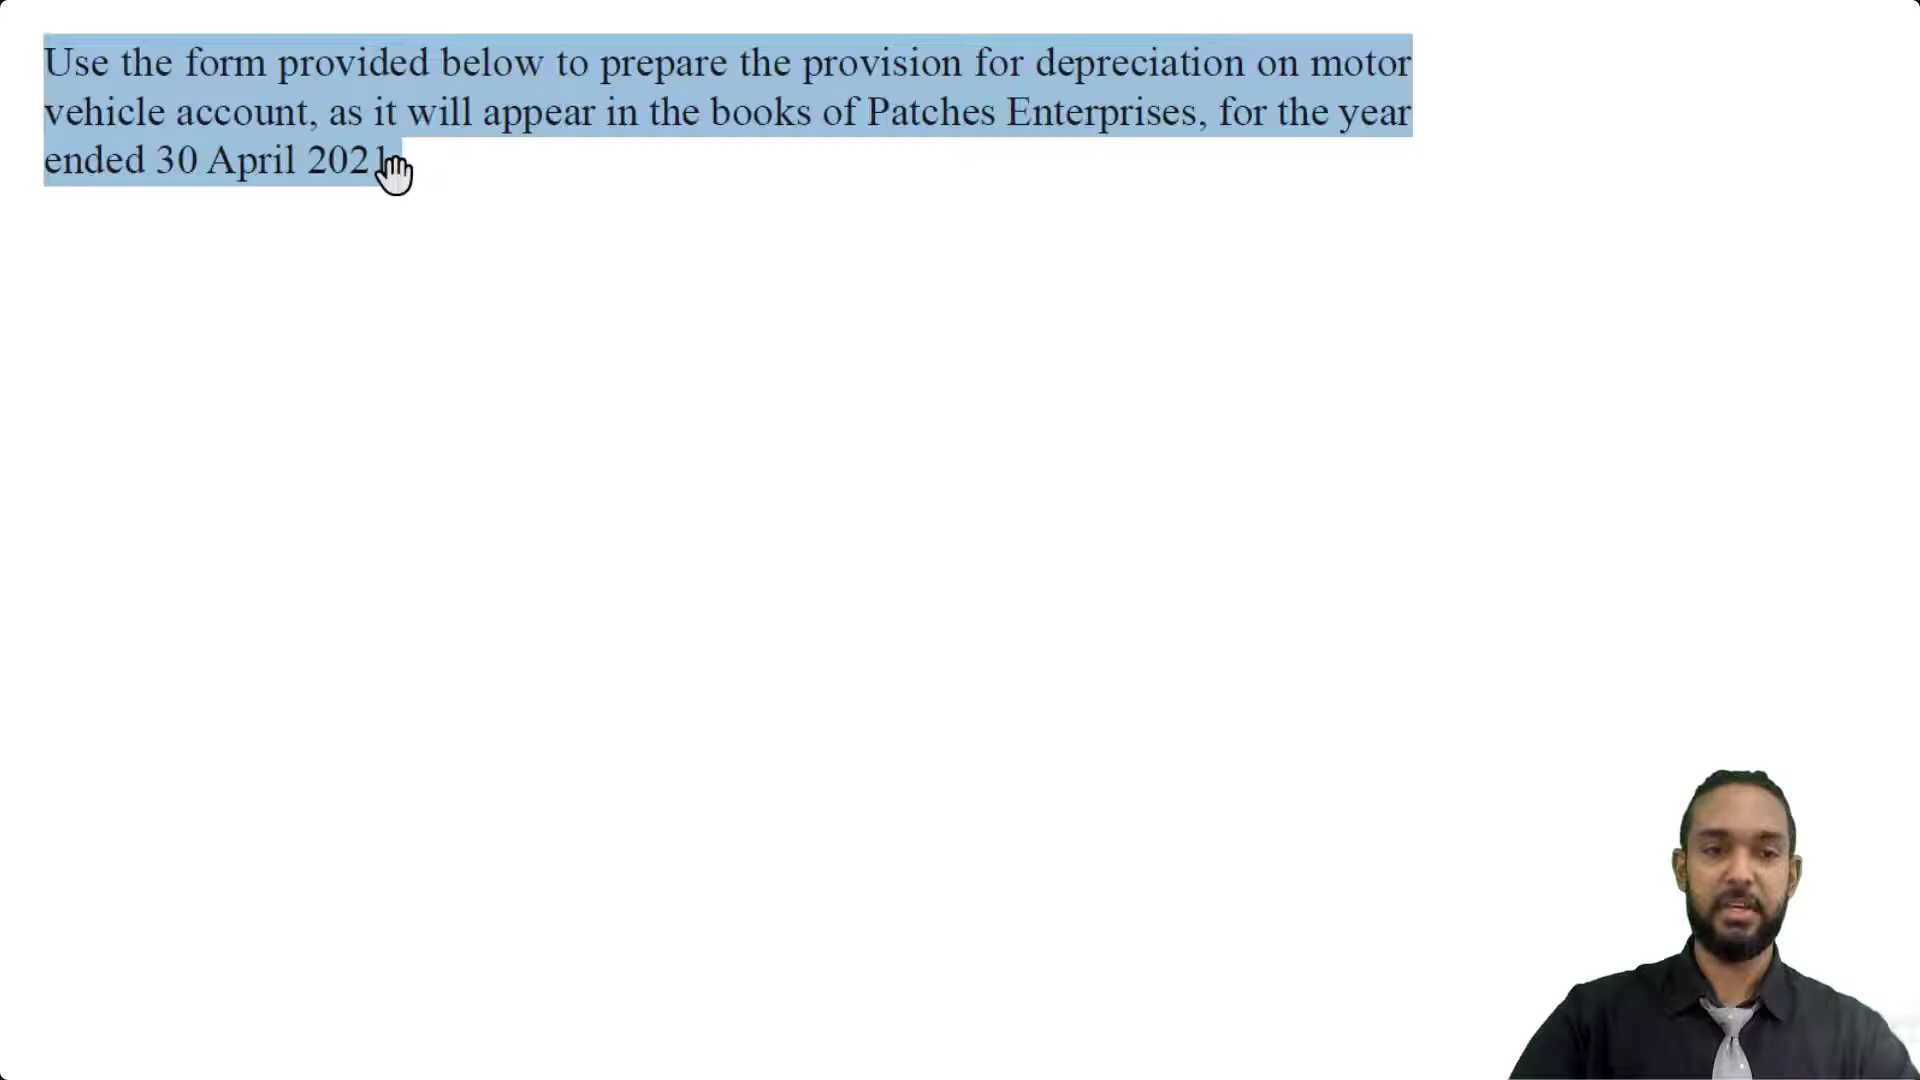 Use the form provided below to prepare the provision for depreciation on motor
vehicle account, as it will appear in the books of Patches Enterprises, for the year
ended 30 April 2021